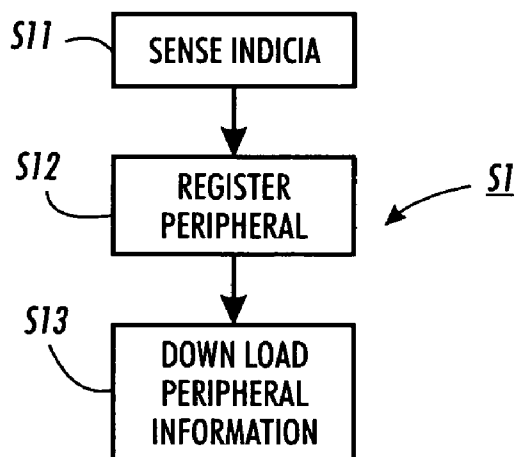 S11
SENSE INDICIA
S12
REGISTER
PERIPHERAL
S1
S13
DOWN LOAD
PERIPHERAL
INFORMATION